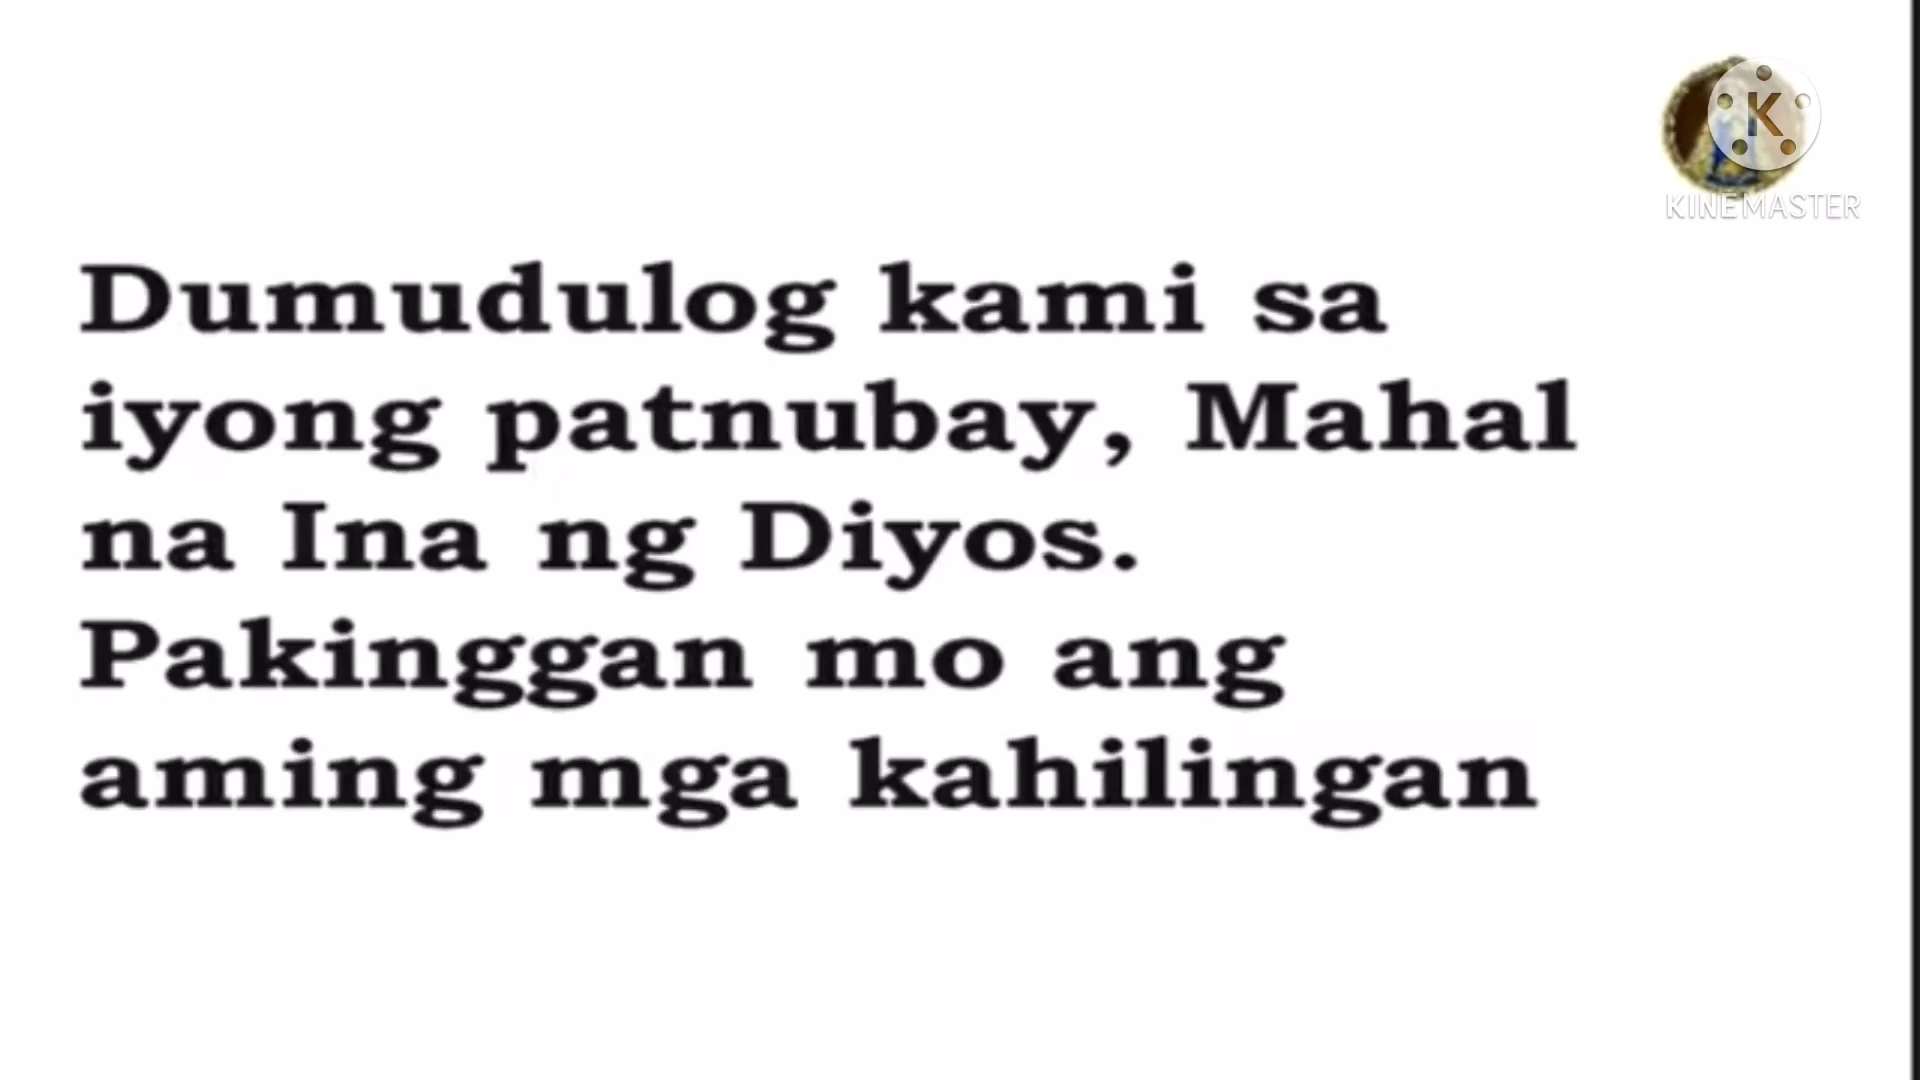 K
KINEMASTER
Dumudulog kami sa
iyong patnubay, Mahal
na Ina ng Diyos.
Pakinggan mo ang
aming mga kahilingan